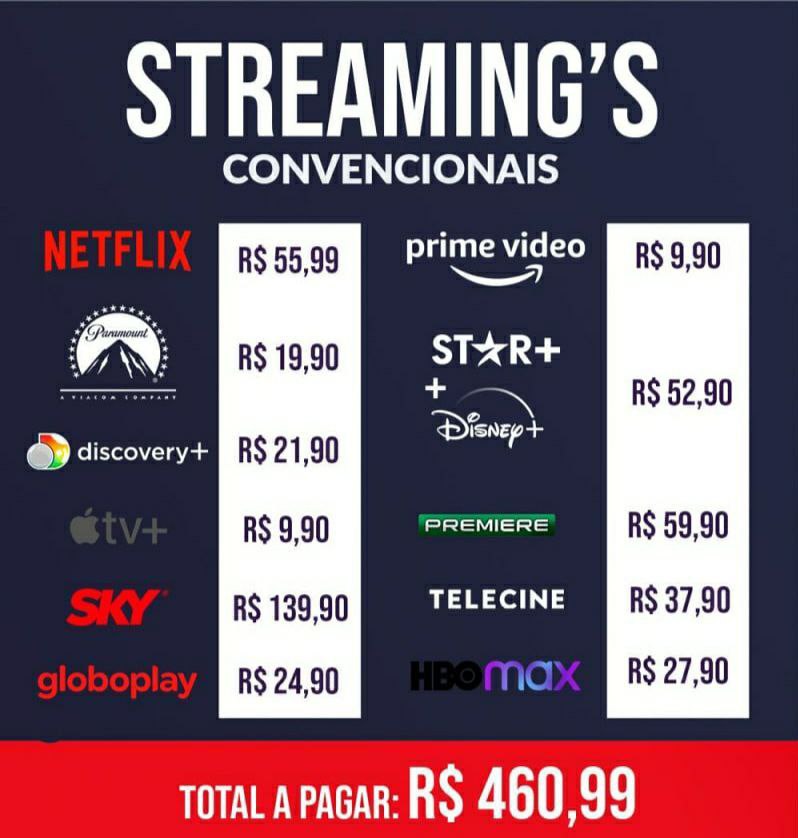 STREAMING'S
CONVENCIONAIS
NETFLIX
R$ 55,99
Paramount
A VIACOM COMPANY
R$ 19,90
discovery+
R$ 21,90
tv+
R$ 9,90
SKY
R$ 139,90
globoplay
R$ 24,90
prime video
R$ 9,90
STAR+
+
Disney+
R$ 52,90
PREMIERE
R$ 59,90
TELECINE
R$ 37,90
HBOmax
R$ 27,90
TOTAL A PAGAR: R$ 460,99